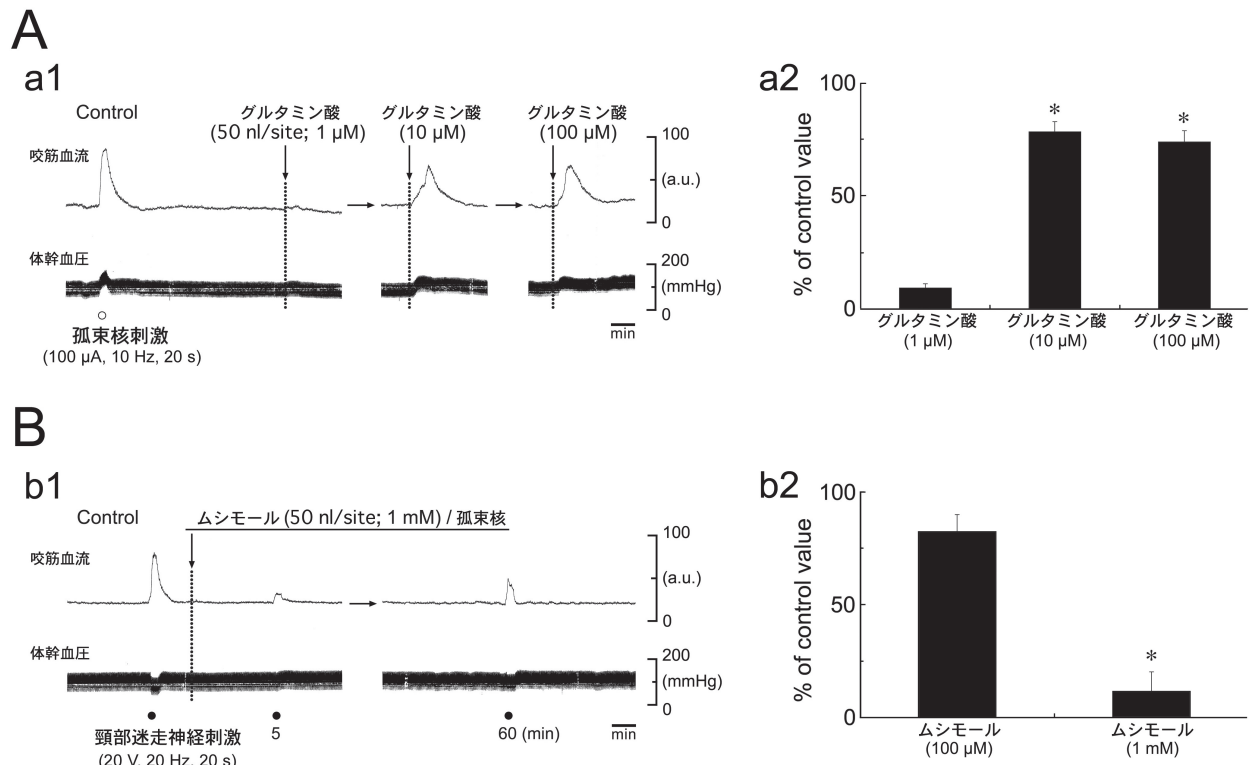 A
a1
Control
グルタミン酸
(50 nl/site; 1 μM)
グルタミン酸
(10 μM)
グルタミン酸
(100 μM)
咬筋血流
100
(a.u.)
0
体幹血圧
200
(mmHg)
0
孤束核刺激
(100 μA, 10 Hz, 20 s)
min
a2
% of control value
100
50
0
*
*
グルタミン酸
(1 μM)
グルタミン酸
(10 μM)
グルタミン酸
(100 μM)
B
b1
Control
ムシモール (50 nl/site; 1 mM) / 孤束核
咬筋血流
100
(a.u.)
0
体幹血圧
200
(mmHg)
0
5
60 (min)
min
頸部迷走神経刺激
(20 V, 20 Hz, 20 s)
b2
% of control value
100
50
0
*
ムシモール
(100 μM)
ムシモール
(1 mM)